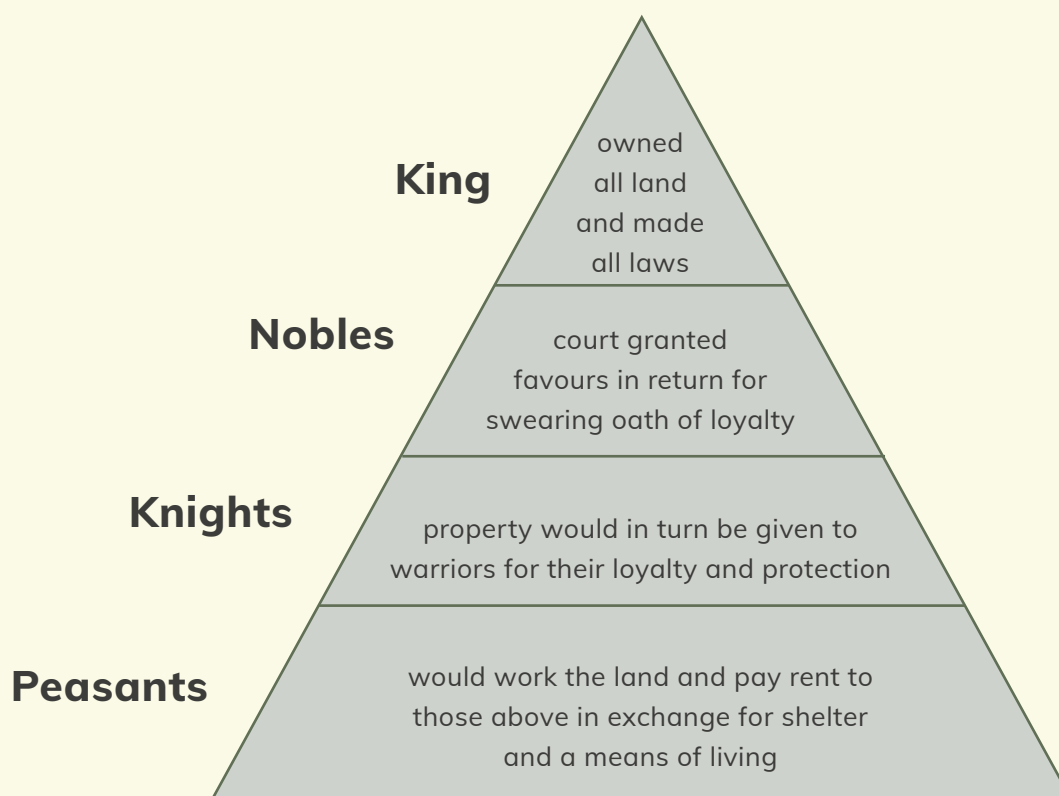 King
owned
all land
and made
all laws
Nobles
court granted
favours in return for
swearing oath of loyalty
Knights
property would in turn be given to
warriors for their loyalty and protection
Peasants
would work the land and pay rent to
those above in exchange for shelter
and a means of living